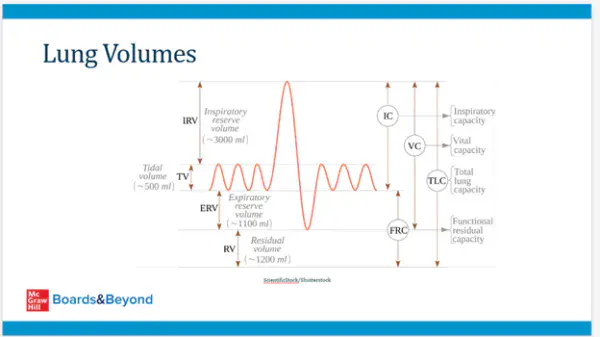 Lung Volumes
IRV
Inspiratory
reserve
volume
(~3000 ml)
Tidal
volume
(~500 ml)
TV
ERV
Expiratory
reserve
volume
(~1100 ml)
RV
Residual
volume
(~1200 ml)
IC
VC
TLC
FRC
Inspiratory
capacity
Vital
capacity
Total
lung
capacity
Functional
residual
capacity
ScientificStock/Shutterstock
Mc
Graw
Hill
Boards&Beyond